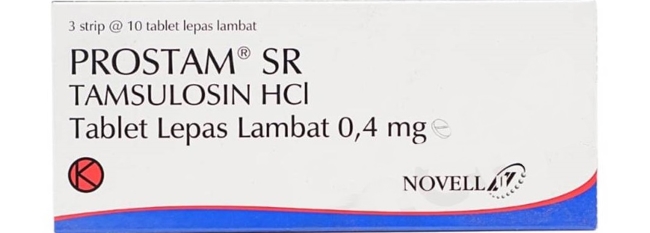 3 strip @ 10 tablet lepas lambat
PROSTAM® SR
TAMSULOSIN HCl
Tablet Lepas Lambat 0,4 mg
K
NOVELL